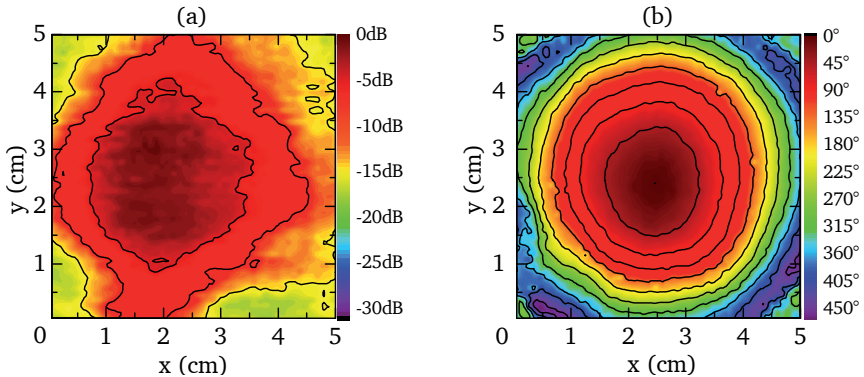 (a)
5
4
3
2
1
0
y (cm)
1 2 3 4 5
x (cm)
0dB
-5dB
-10dB
-15dB
-20dB
-25dB
-30dB
(b)
5
4
3
2
1
0
y (cm)
1 2 3 4 5
x (cm)
0°
45°
90°
135°
180°
225°
270°
315°
360°
405°
450°